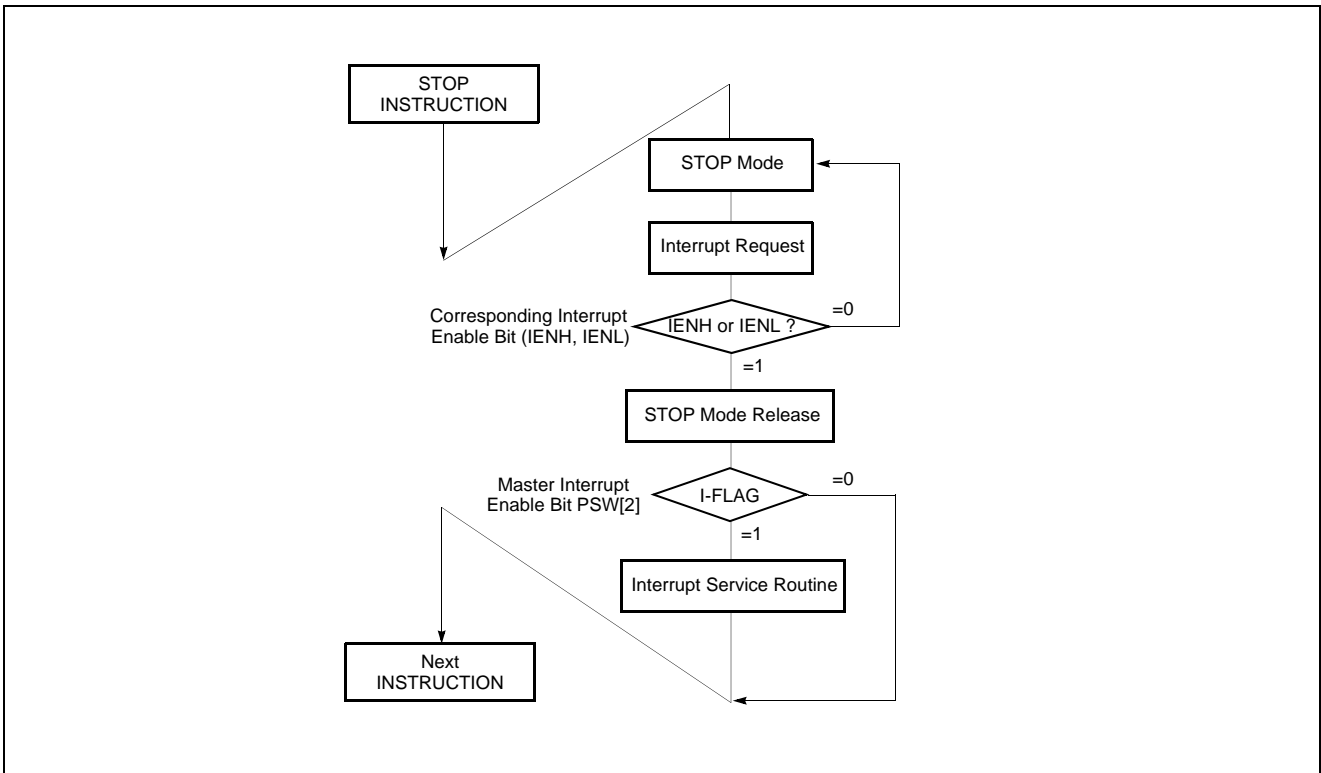 STOP
INSTRUCTION
STOP Mode
Interrupt Request
Corresponding Interrupt
Enable Bit (IENH, IENL)
IENH or IENL ?
=0
=1
STOP Mode Release
Master Interrupt
Enable Bit PSW[2]
I-FLAG
=0
=1
Interrupt Service Routine
Next
INSTRUCTION